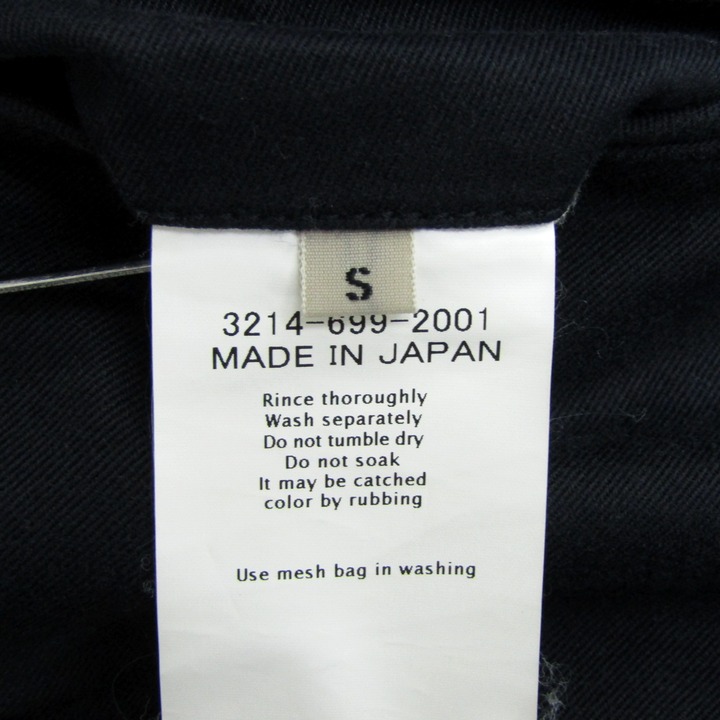 S
3214-699-2001
MADE IN JAPAN
Rince thoroughly
Wash separately
Do not tumble dry
Do not soak
It may be catched
color by rubbing
Use mesh bag in washing